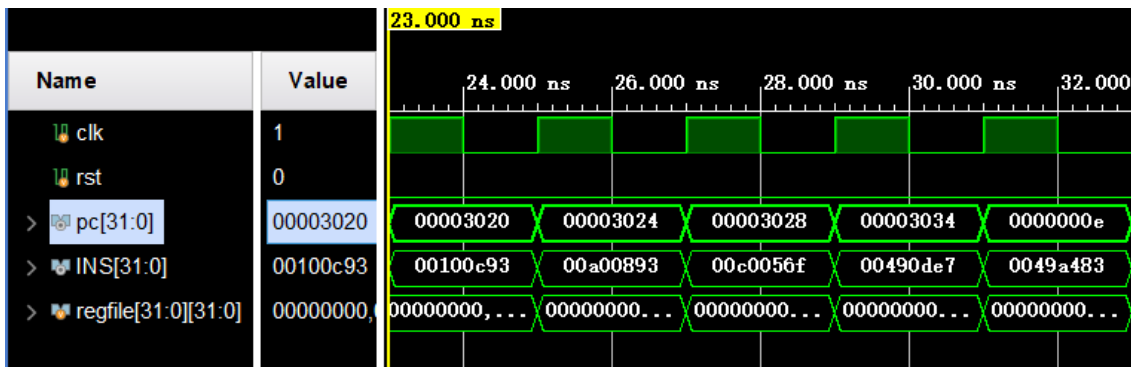 23.000 ns
Name Value 24.000 ns 26.000 ns 28.000 ns 30.000 ns 32.000
clk 1
rst 0
pc[31:0] 00003020 00003020 00003024 00003028 00003034 0000000e
INS[31:0] 00100c93 00100c93 00a00893 00c0056f 00490de7 0049a483
regfile[31:0][31:0] 00000000,( 00000000,... 00000000... 00000000... 00000000... 00000000...